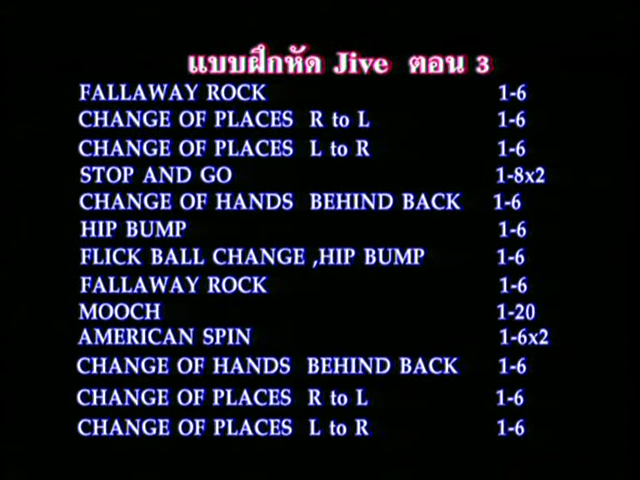 แบบฝึกหัด Jive ตอน 3
FALLAWAY ROCK 1-6
CHANGE OF PLACES R to L 1-6
CHANGE OF PLACES L to R 1-6
STOP AND GO 1-8x2
CHANGE OF HANDS BEHIND BACK 1-6
HIP BUMP 1-6
FLICK BALL CHANGE ,HIP BUMP 1-6
FALLAWAY ROCK 1-6
MOOCH 1-20
AMERICAN SPIN 1-6x2
CHANGE OF HANDS BEHIND BACK 1-6
CHANGE OF PLACES R to L 1-6
CHANGE OF PLACES L to R 1-6